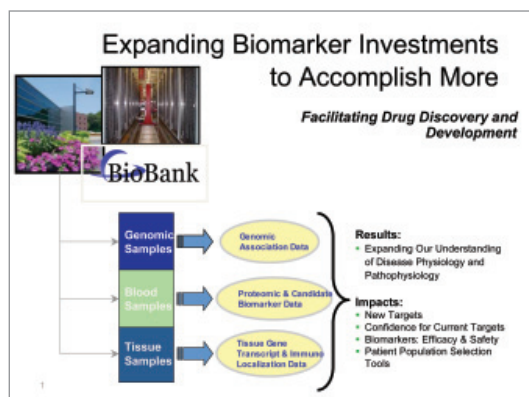 Expanding Biomarker Investments
to Accomplish More
Facilitating Drug Discovery and
Development
BioBank
Genomic
Samples
Genomic
Association Data
Blood
Samples
Proteomic & Candidate
Biomarker Data
Tissue
Samples
Tissue Gene
Transcript & Immuno
Localization Data
Results:
Expanding Our Understanding
of Disease Physiology and
Pathophysiology
Impacts:
New Targets
Confidence for Current Targets
Biomarkers: Efficacy & Safety
Patient Population Selection
Tools
1